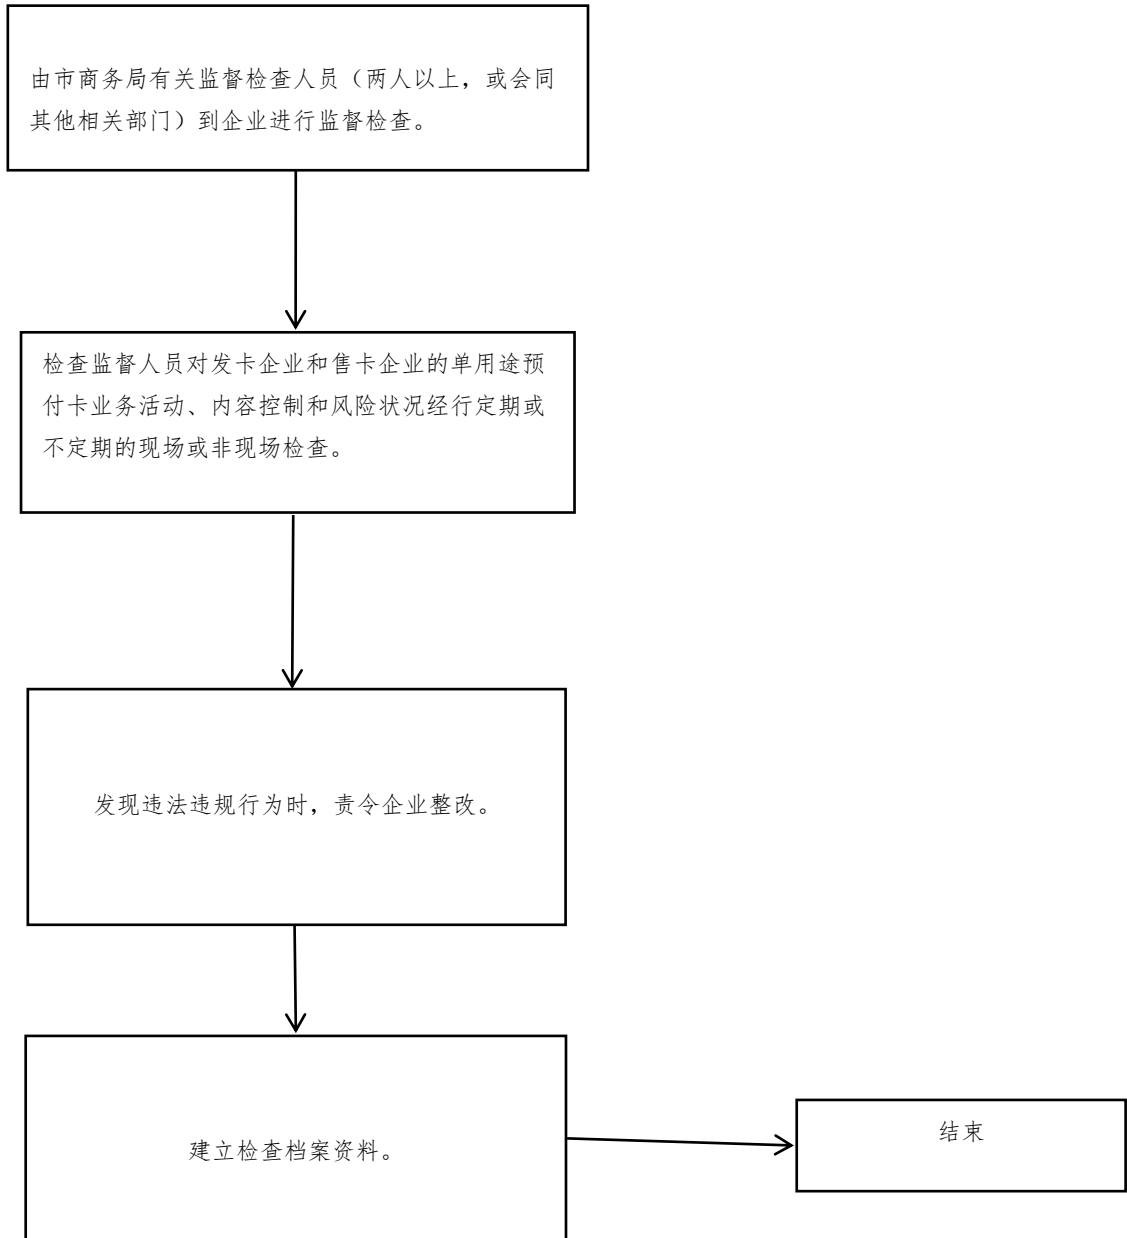 由市商务局有关监督检查人员（两人以上，或会同
其他相关部门）到企业进行监督检查。
检查监督人员对发卡企业和售卡企业的单用途预
付卡业务活动、内容控制和风险状况经行定期或
不定期的现场或非现场检查。
发现违法违规行为时，责令企业整改。
建立检查档案资料。
结束